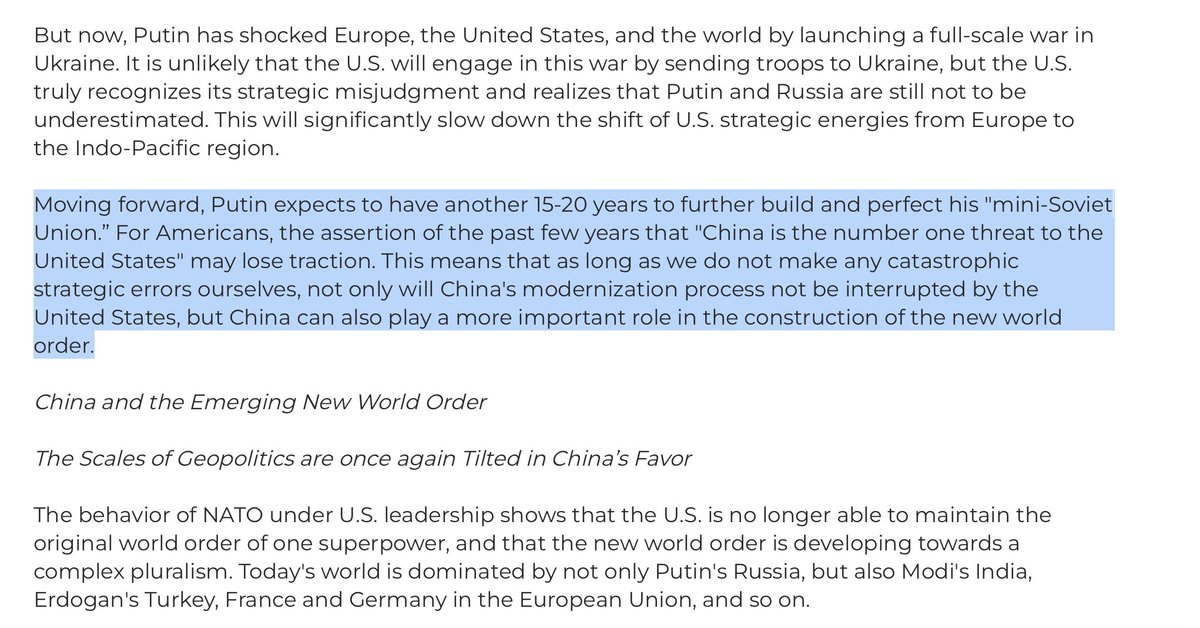 But now, Putin has shocked Europe, the United States, and the world by launching a full-scale war in
Ukraine. It is unlikely that the U.S. will engage in this war by sending troops to Ukraine, but the U.S.
truly recognizes its strategic misjudgment and realizes that Putin and Russia are still not to be
underestimated. This will significantly slow down the shift of U.S. strategic energies from Europe to
the Indo-Pacific region.
Moving forward, Putin expects to have another 15-20 years to further build and perfect his "mini-Soviet
Union.” For Americans, the assertion of the past few years that "China is the number one threat to the
United States" may lose traction. This means that as long as we do not make any catastrophic
strategic errors ourselves, not only will China's modernization process not be interrupted by the
United States, but China can also play a more important role in the construction of the new world
order.
China and the Emerging New World Order
The Scales of Geopolitics are once again Tilted in China’s Favor
The behavior of NATO under U.S. leadership shows that the U.S. is no longer able to maintain the
original world order of one superpower, and that the new world order is developing towards a
complex pluralism. Today's world is dominated by not only Putin's Russia, but also Modi's India,
Erdogan's Turkey, France and Germany in the European Union, and so on.